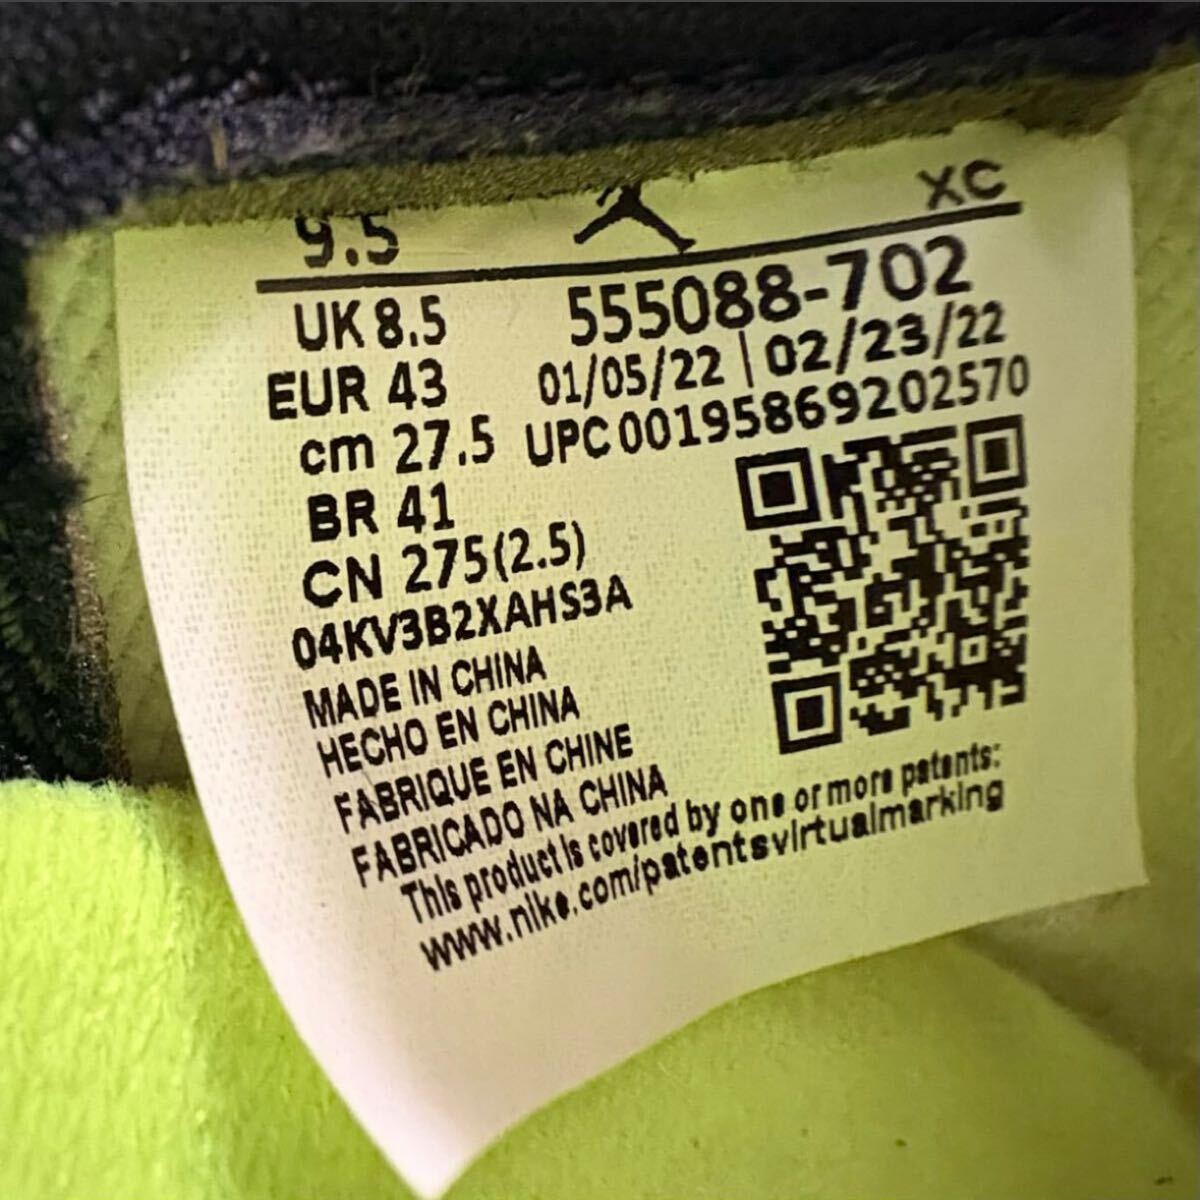 9.5 XC
UK 8.5 555088-702
EUR 43 01/05/22 | 02/23/22
cm 27.5 UPC 00195869202570
BR 41
CN 275(2.5)
04KV3B2XAHS3A
MADE IN CHINA
HECHO EN CHINA
FABRIQUE EN CHINE
FABRICADO NA CHINA
This product is covered by one or more patents:
www.nike.com/patentsvirtualmarking